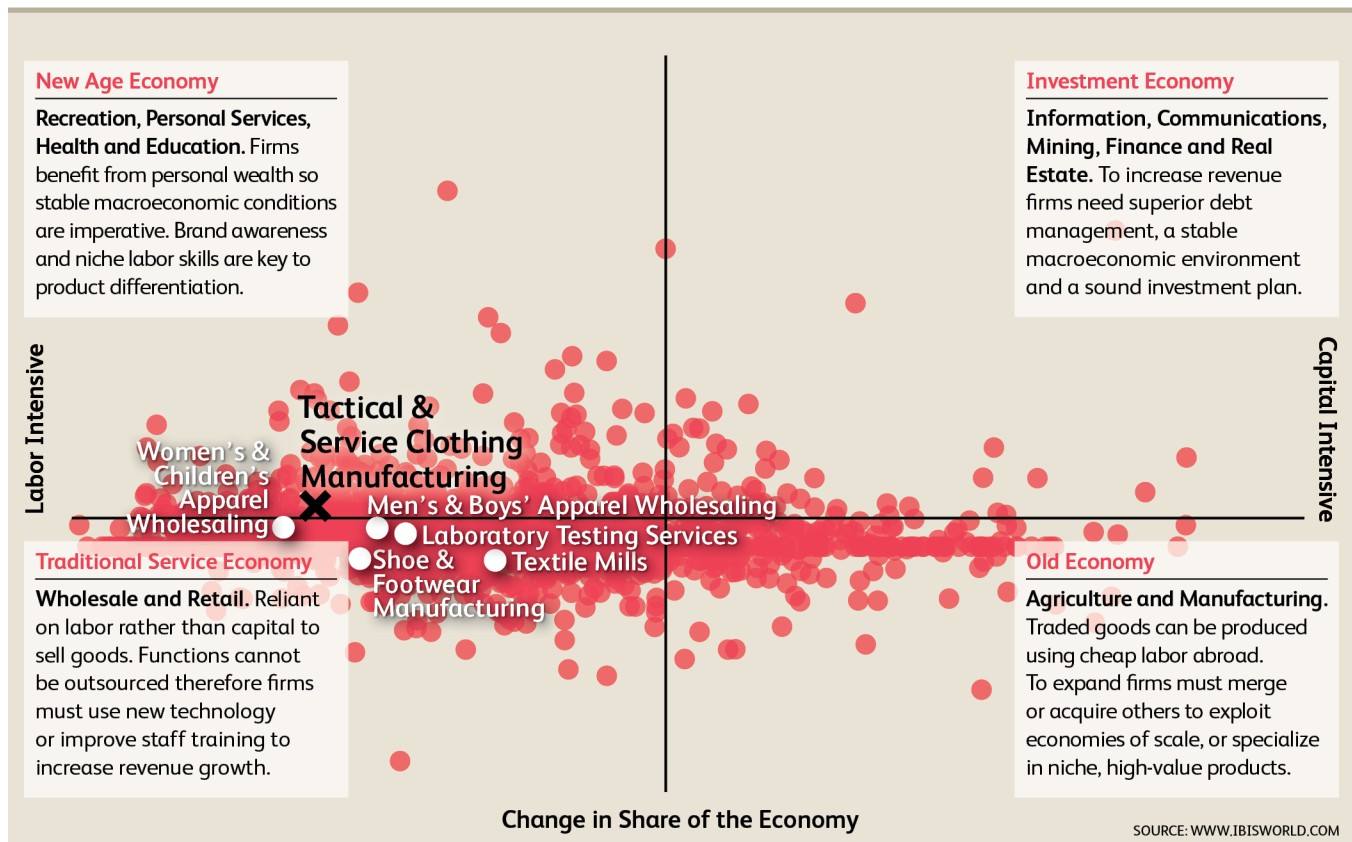 New Age Economy
Recreation, Personal Services,
Health and Education. Firms
benefit from personal wealth so
stable macroeconomic conditions
are imperative. Brand awareness
and niche labor skills are key to
product differentiation.
Investment Economy
Information, Communications,
Mining, Finance and Real
Estate. To increase revenue
firms need superior debt
management, a stable
macroeconomic environment
and a sound investment plan.
Labor Intensive
Capital Intensive
Tactical &
Service Clothing
Manufacturing
Women's &
Children's
Apparel
Wholesaling
Men's & Boys' Apparel Wholesaling
Laboratory Testing Services
Shoe &
Footwear
Manufacturing
Textile Mills
Traditional Service Economy
Wholesale and Retail. Reliant
on labor rather than capital to
sell goods. Functions cannot
be outsourced therefore firms
must use new technology
or improve staff training to
increase revenue growth.
Old Economy
Agriculture and Manufacturing.
Traded goods can be produced
using cheap labor abroad.
To expand firms must merge
or acquire others to exploit
economies of scale, or specialize
in niche, high-value products.
Change in Share of the Economy
SOURCE: WWW.IBISWORLD.COM